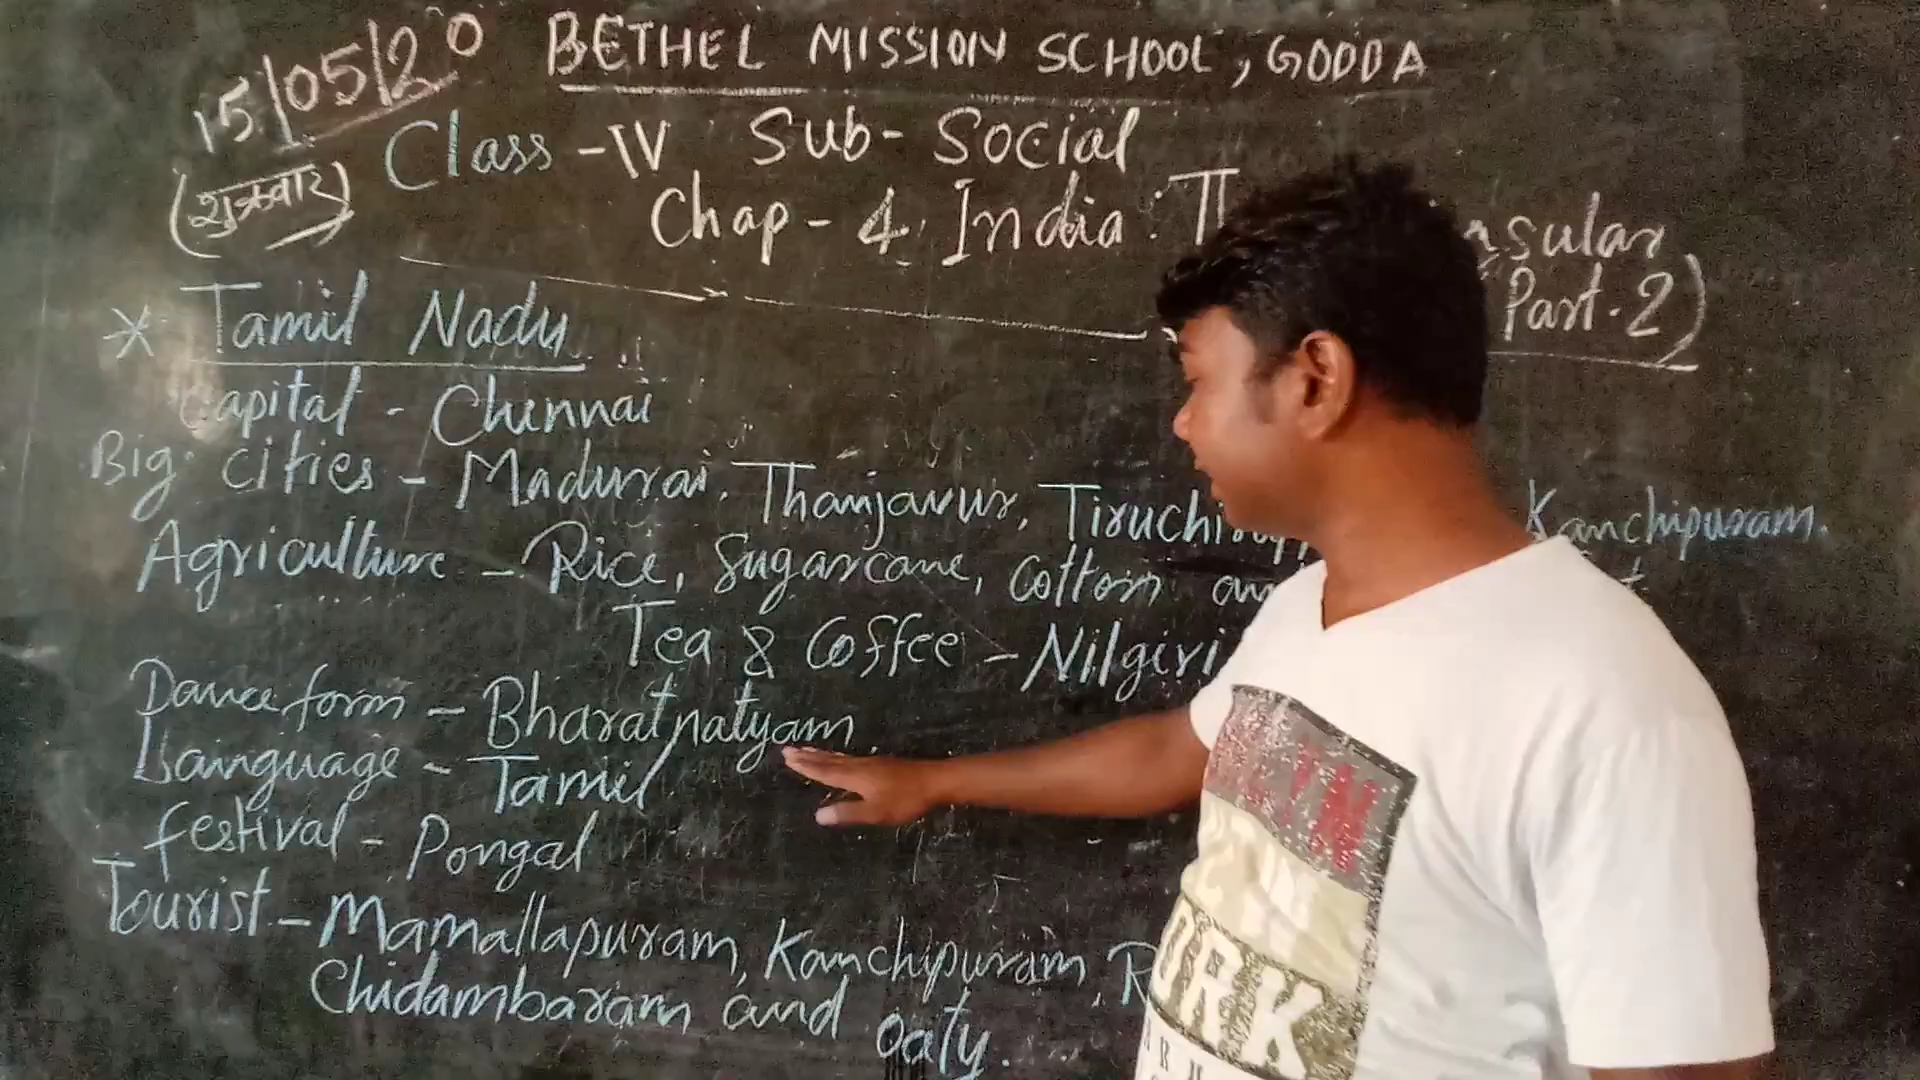 15/05/20 BETHEL MISSION SCHOOL, GODDA
(शुक्रवार) Class -IV Sub- Social
Chap - 4. India :
Part-2)
* Tamil Nadu
Capital - Chennai
Big cities - Madurai, Thanjavur, Kanchipuram.
Agriculture - Rice, Sugarcane, Cotton
Tea & Coffee - Nilgiri
Dance form - Bharatnatyam
Language - Tamil
festival - Pongal
Tourist - Mamallapuram, Kanchipuram,
Chidambaram and Oaty.